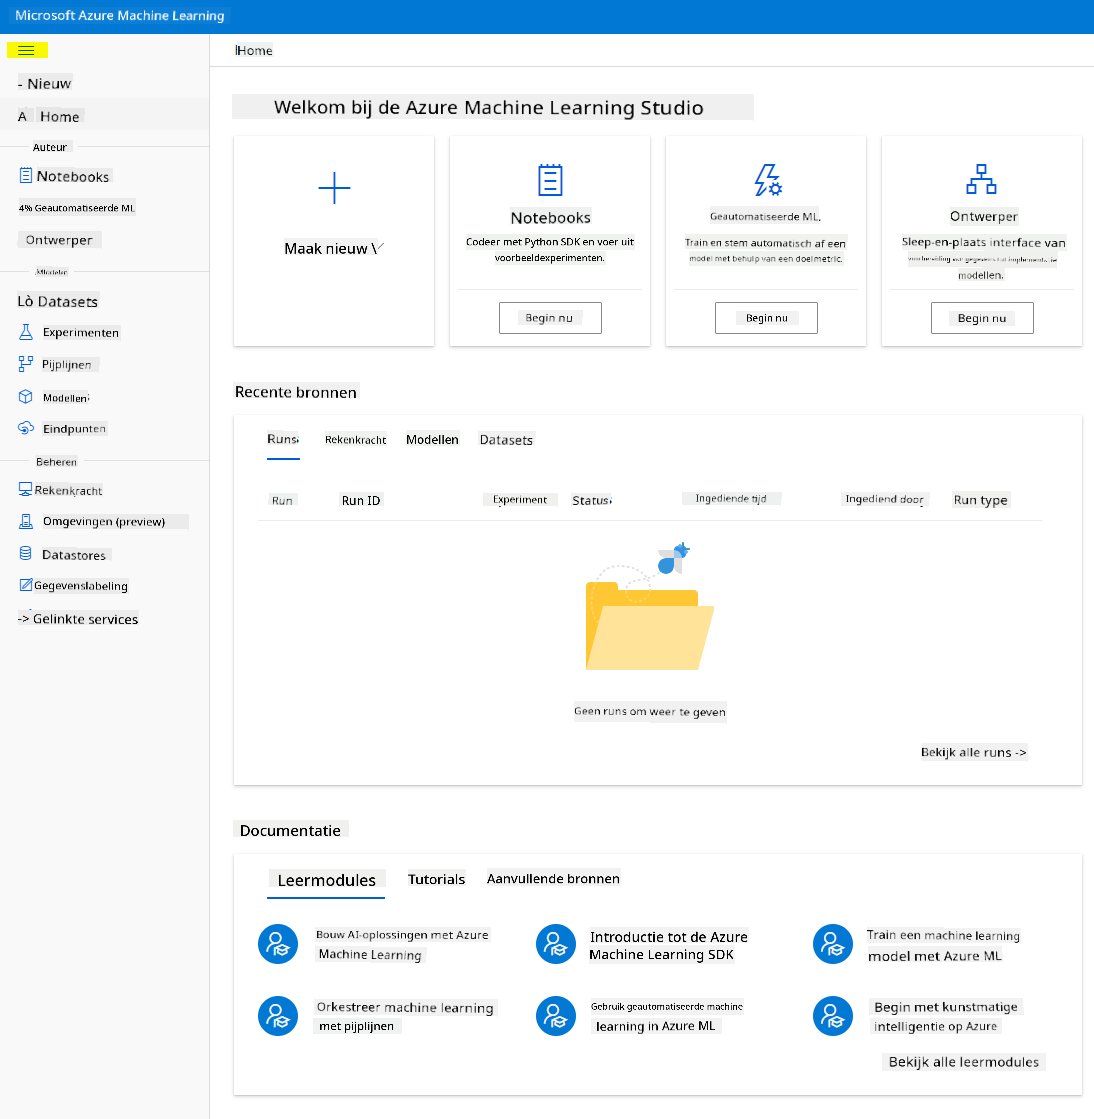 Microsoft Azure Machine Learning
Home
- Nieuw
A Home
Auteur
Notebooks
4% Geautomatiseerde ML
Ontwerper
Lò Datasets
Experimenten
Pijplijnen
Modellen
Eindpunten
Beheren
Rekenkracht
Omgevingen (preview)
Datastores
Gegevenslabeling
-> Gelinkte services
Welkom bij de Azure Machine Learning Studio
Maak nieuw \
Notebooks
Codeer met Python SDK en voer uit
voorbeeldexperimenten.
Begin nu
Geautomatiseerde ML.
Train en stem automatisch af een
model met behulp van een doelmetric.
Begin nu
Ontwerper
Sleep-en-plaats interface van
modellen.
Begin nu
Recente bronnen
Runs Rekenkracht Modellen Datasets
Run Run ID Experiment Status Ingediende tijd Ingediend door Run type
Geen runs om weer te geven
Bekijk alle runs ->
Documentatie
Leermodules Tutorials Aanvullende bronnen
Bouw AI-oplossingen met Azure
Machine Learning
Introductie tot de Azure
Machine Learning SDK
Train een machine learning
model met Azure ML
Orkestreer machine learning
met pijplijnen
Gebruik geautomatiseerde machine
learning in Azure ML
Begin met kunstmatige
intelligentie op Azure
Bekijk alle leermodules